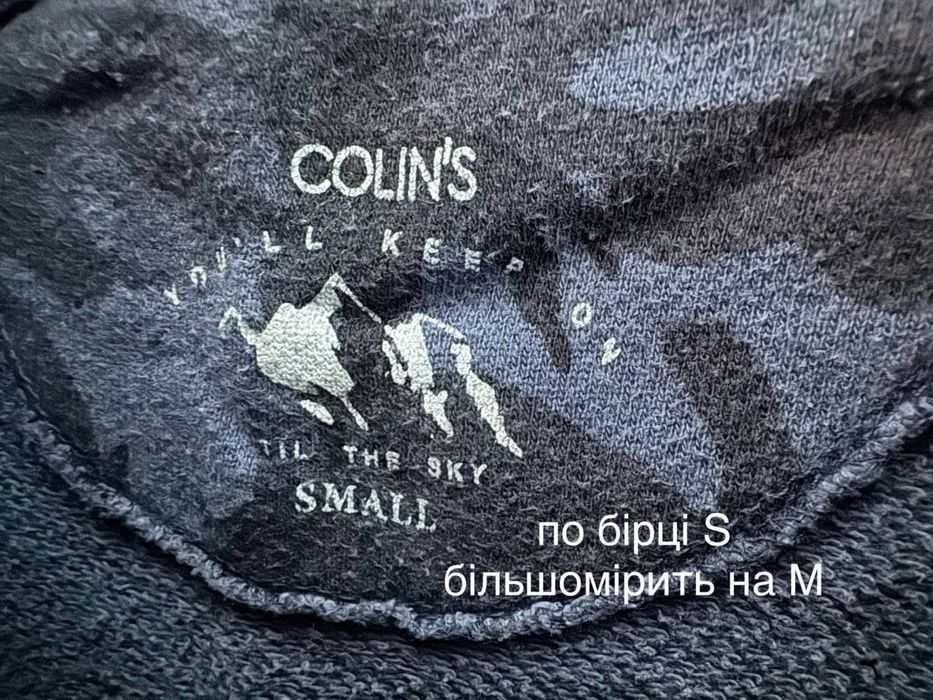 COLIN'S
YOU'LL KEEP ON
TIL THE SKY
SMALL
по бірці S
більшомірить на M